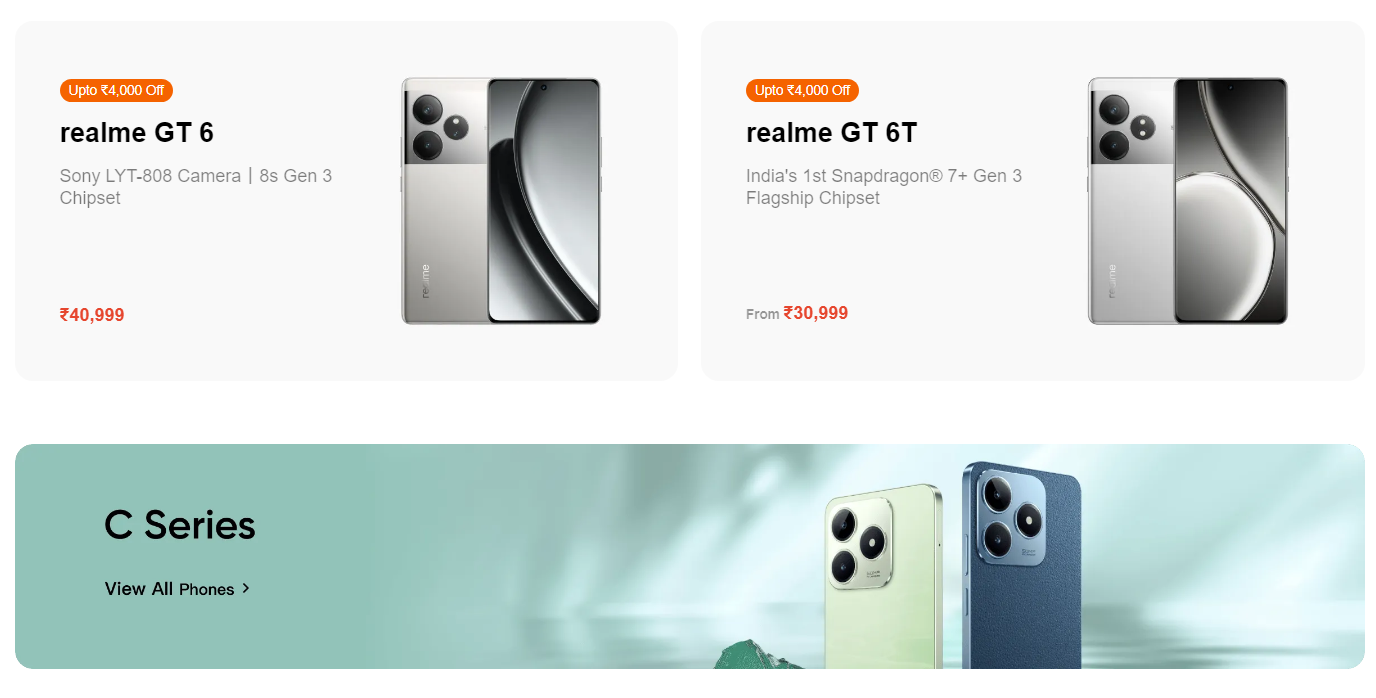 Upto ₹4,000 Off
realme GT 6
Sony LYT-808 Camera | 8s Gen 3
Chipset
₹40,999
realme
Upto ₹4,000 Off
realme GT 6T
India's 1st Snapdragon® 7+ Gen 3
Flagship Chipset
From ₹30,999
realme
C Series
View All Phones >